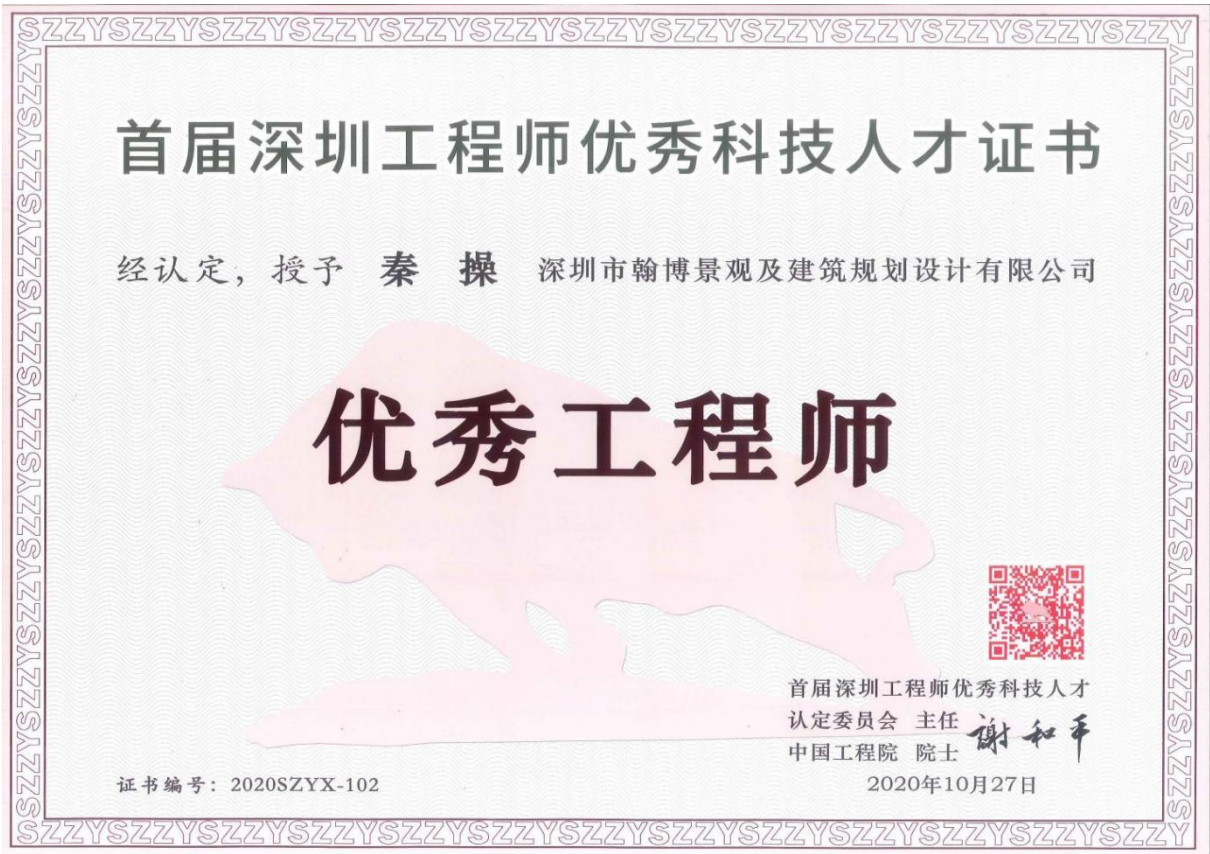 首届深圳工程师优秀科技人才证书
经认定，授予 秦 操 深圳市翰博景观及建筑规划设计有限公司
优秀工程师
首届深圳工程师优秀科技人才
认定委员会 主任
中国工程院 院士
谢和平
2020年10月27日
证书编号：2020SZYX-102
SZZYSZZYSZZYSZZYSZZYSZZYSZZYSZZYSZZYSZZYSZZYSZZYSZZYSZZY